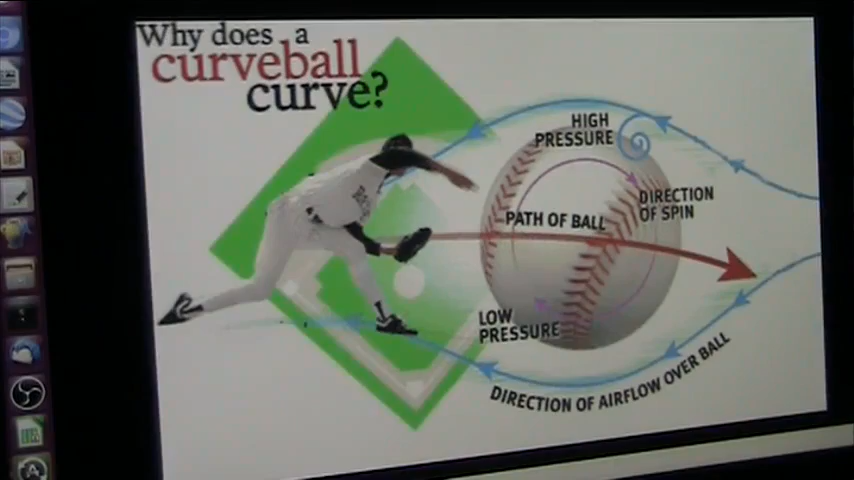 Why does a
curveball
curve?
HIGH
PRESSURE
DIRECTION
OF SPIN
PATH OF BALL
LOW
PRESSURE
DIRECTION OF AIRFLOW OVER BALL